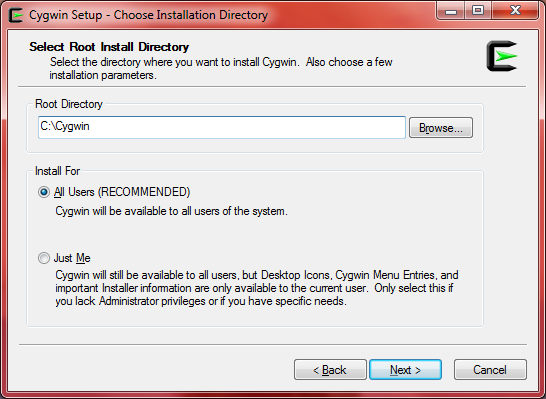 Cygwin Setup - Choose Installation Directory
Select Root Install Directory
Select the directory where you want to install Cygwin. Also choose a few
installation parameters.
Root Directory
C:\Cygwin
Browse...
Install For
All Users (RECOMMENDED)
Cygwin will be available to all users of the system.
Just Me
Cygwin will still be available to all users, but Desktop Icons, Cygwin Menu Entries, and
important Installer information are only available to the current user. Only select this if
you lack Administrator privileges or if you have specific needs.
< Back
Next >
Cancel